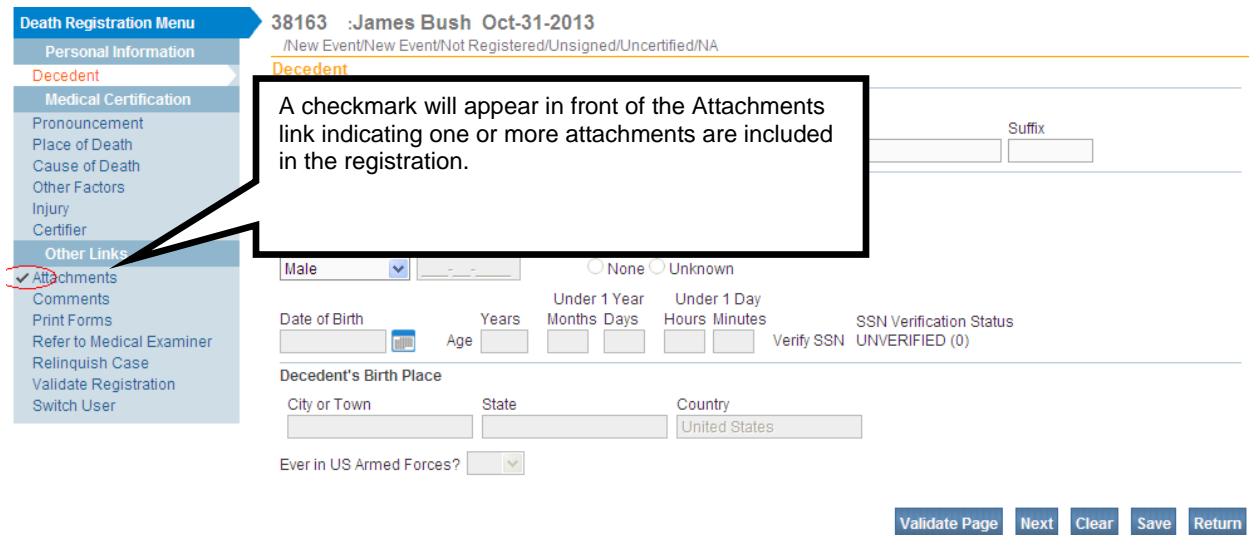 Death Registration Menu
Personal Information
Decedent
Medical Certification
Pronouncement
Place of Death
Cause of Death
Other Factors
Injury
Certifier
Other Links
Attachments
Comments
Print Forms
Refer to Medical Examiner
Relinquish Case
Validate Registration
Switch User
38163 :James Bush Oct-31-2013
/New Event/New Event/Not Registered/Unsigned/Uncertified/NA
Decedent
A checkmark will appear in front of the Attachments
link indicating one or more attachments are included
in the registration.
Suffix
Male __-_-____ None Unknown
Under 1 Year Under 1 Day
Date of Birth Years Months Days Hours Minutes SSN Verification Status
Age Verify SSN UNVERIFIED (0)
Decedent's Birth Place
City or Town State Country
United States
Ever in US Armed Forces?
Validate Page Next Clear Save Return